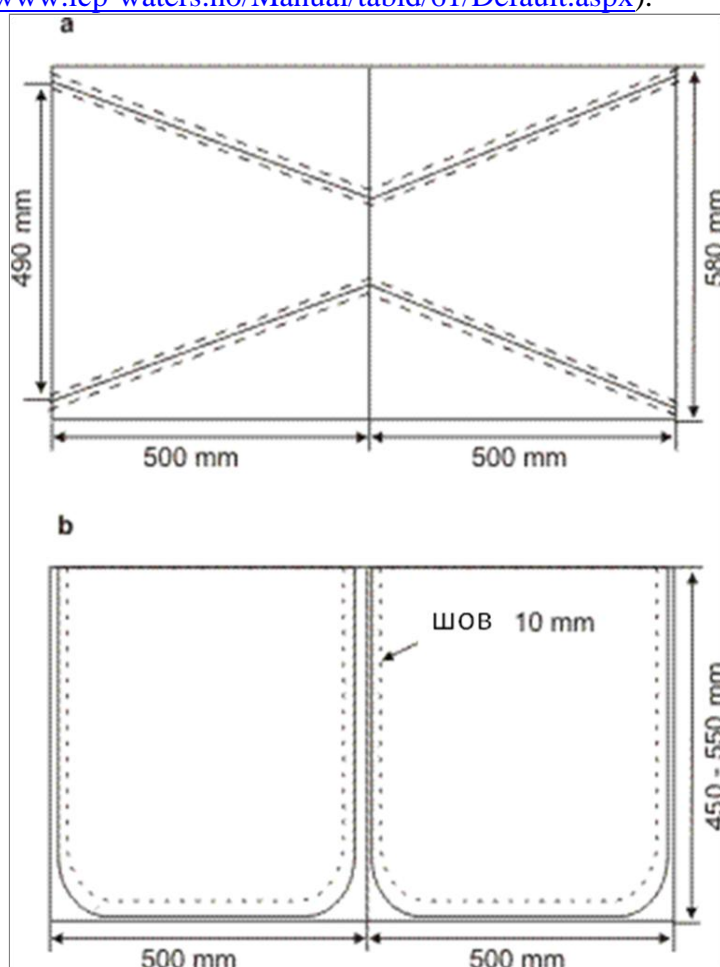 www.icp-waters.no/Manual/tabid/61/Default.aspx).
a
490 mm
580 mm
500 mm 500 mm
b
шов 10 mm
450 - 550 mm
500 mm 500 mm